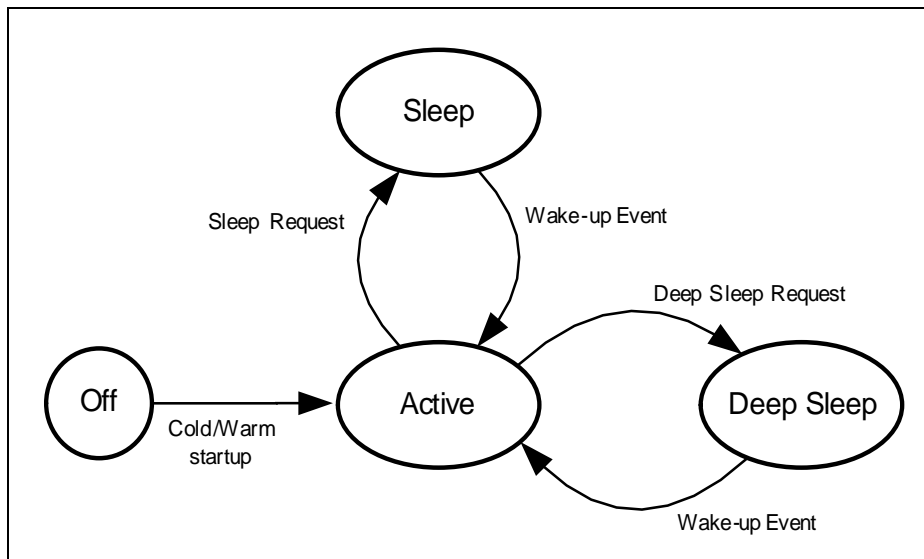 Sleep
Sleep Request
Wake-up Event
Deep Sleep Request
Off
Active
Deep Sleep
Cold/Warm
startup
Wake-up Event